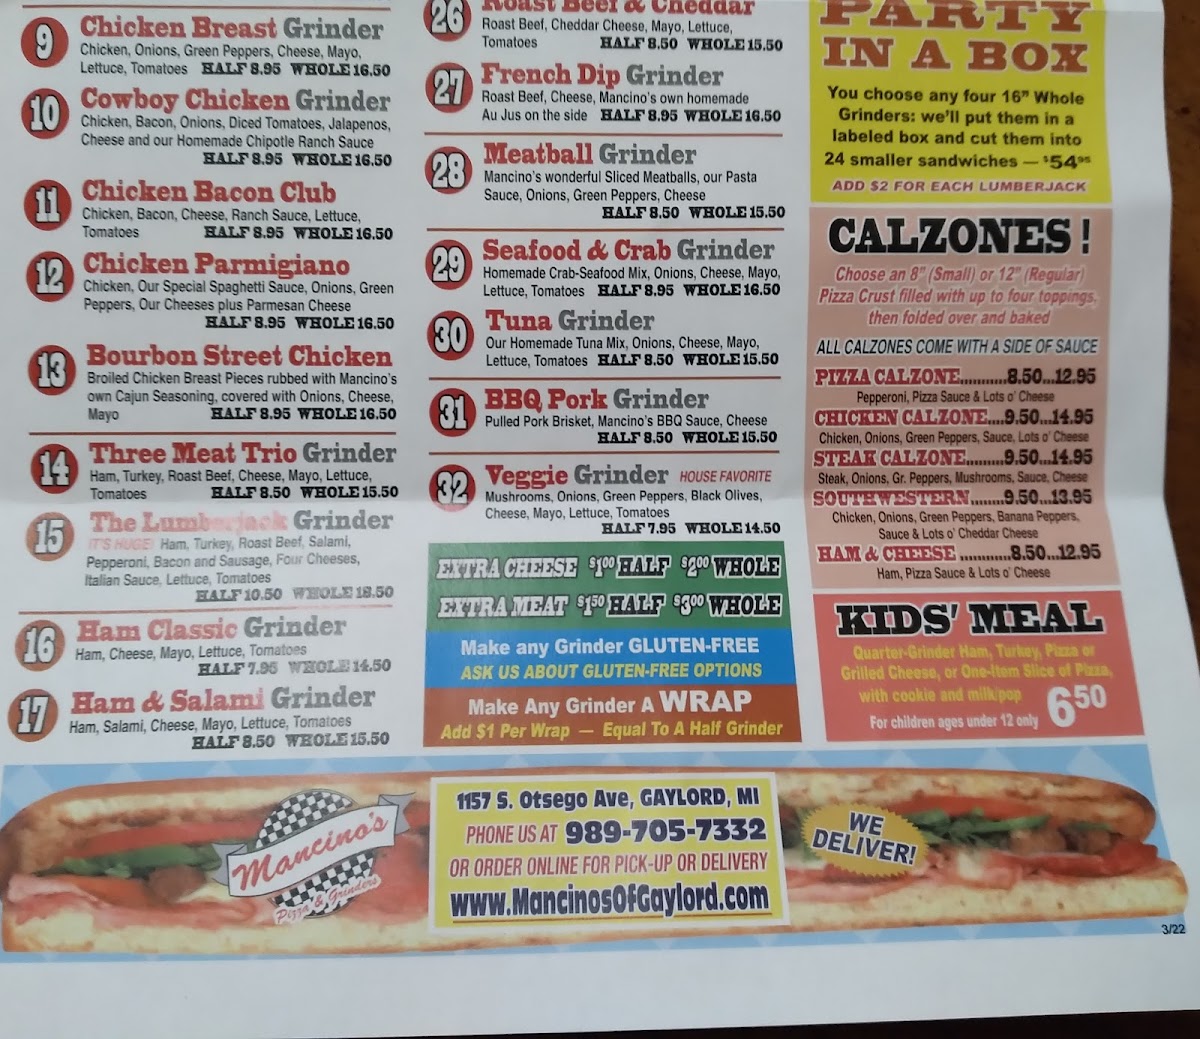 9 Chicken Breast Grinder
Chicken, Onions, Green Peppers, Cheese, Mayo,
Lettuce, Tomatoes HALF 8.95 WHOLE 16.50
10 Cowboy Chicken Grinder
Chicken, Bacon, Onions, Diced Tomatoes, Jalapenos,
Cheese and our Homemade Chipotle Ranch Sauce
HALF 8.95 WHOLE 16.50
11 Chicken Bacon Club
Chicken, Bacon, Cheese, Ranch Sauce, Lettuce,
Tomatoes HALF 8.95 WHOLE 16.50
12 Chicken Parmigiano
Chicken, Our Special Spaghetti Sauce, Onions, Green
Peppers, Our Cheeses plus Parmesan Cheese
HALF 8.95 WHOLE 16.50
13 Bourbon Street Chicken
Broiled Chicken Breast Pieces rubbed with Mancino's
own Cajun Seasoning, covered with Onions, Cheese,
Mayo HALF 8.95 WHOLE 16.50
14 Three Meat Trio Grinder
Ham, Turkey, Roast Beef, Cheese, Mayo, Lettuce,
Tomatoes HALF 8.50 WHOLE 15.50
15 The Lumberjack Grinder
IT'S HUGE! Ham, Turkey, Roast Beef, Salami,
Pepperoni, Bacon and Sausage, Four Cheeses,
Italian Sauce, Lettuce, Tomatoes
HALF 10.50 WHOLE 18.50
16 Ham Classic Grinder
Ham, Cheese, Mayo, Lettuce, Tomatoes
HALF 7.95 WHOLE 14.50
17 Ham & Salami Grinder
Ham, Salami, Cheese, Mayo, Lettuce, Tomatoes
HALF 8.50 WHOLE 15.50
26 Roast Beef & Cheddar
Roast Beef, Cheddar Cheese, Mayo, Lettuce,
Tomatoes HALF 8.50 WHOLE 15.50
27 French Dip Grinder
Roast Beef, Cheese, Mancino's own homemade
Au Jus on the side HALF 8.95 WHOLE 16.50
28 Meatball Grinder
Mancino's wonderful Sliced Meatballs, our Pasta
Sauce, Onions, Green Peppers, Cheese
HALF 8.50 WHOLE 15.50
29 Seafood & Crab Grinder
Homemade Crab-Seafood Mix, Onions, Cheese, Mayo,
Lettuce, Tomatoes HALF 8.95 WHOLE 16.50
30 Tuna Grinder
Our Homemade Tuna Mix, Onions, Cheese, Mayo,
Lettuce, Tomatoes HALF 8.50 WHOLE 15.50
31 BBQ Pork Grinder
Pulled Pork Brisket, Mancino's BBQ Sauce, Cheese
HALF 8.50 WHOLE 15.50
32 Veggie Grinder HOUSE FAVORITE
Mushrooms, Onions, Green Peppers, Black Olives,
Cheese, Mayo, Lettuce, Tomatoes
HALF 7.95 WHOLE 14.50
EXTRA CHEESE $1.00 HALF $2.00 WHOLE
EXTRA MEAT $1.50 HALF $3.00 WHOLE
Make any Grinder GLUTEN-FREE
ASK US ABOUT GLUTEN-FREE OPTIONS
Make Any Grinder A WRAP
Add $1 Per Wrap — Equal To A Half Grinder
PARTY
IN A BOX
You choose any four 16" Whole
Grinders: we'll put them in a
labeled box and cut them into
24 smaller sandwiches — $54.95
ADD $2 FOR EACH LUMBERJACK
CALZONES !
Choose an 8" (Small) or 12" (Regular)
Pizza Crust filled with up to four toppings,
then folded over and baked
ALL CALZONES COME WITH A SIDE OF SAUCE
PIZZA CALZONE...........8.50...12.95
Pepperoni, Pizza Sauce & Lots o' Cheese
CHICKEN CALZONE....9.50...14.95
Chicken, Onions, Green Peppers, Sauce, Lots o' Cheese
STEAK CALZONE.........9.50...14.95
Steak, Onions, Gr. Peppers, Mushrooms, Sauce, Cheese
SOUTHWESTERN........9.50...13.95
Chicken, Onions, Green Peppers, Banana Peppers,
Sauce & Lots o' Cheddar Cheese
HAM & CHEESE ............8.50...12.95
Ham, Pizza Sauce & Lots o' Cheese
KIDS' MEAL
Quarter-Grinder Ham, Turkey, Pizza or
Grilled Cheese, or One-Item Slice of Pizza,
with cookie and milk/pop 6.50
For children ages under 12 only
Mancino's
Pizza & Grinders
1157 S. Otsego Ave, GAYLORD, MI
PHONE US AT 989-705-7332
OR ORDER ONLINE FOR PICK-UP OR DELIVERY
www.MancinosOfGaylord.com
WE
DELIVER!
3/22